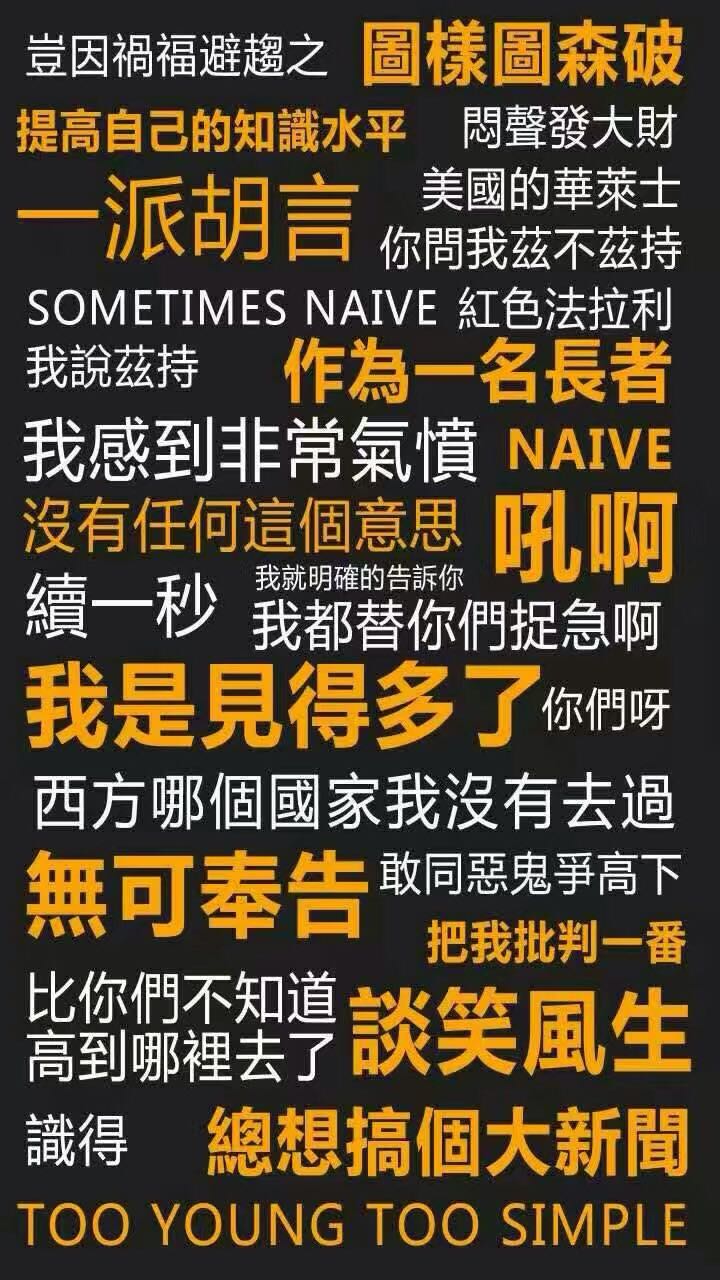 豈因禍福避趨之 圖樣圖森破
提高自己的知識水平 悶聲發大財
一派胡言 美國的華萊士
你問我茲不茲持
SOMETIMES NAIVE 紅色法拉利
我說茲持 作為一名長者
我感到非常氣憤 NAIVE
沒有任何這個意思 吼啊
續一秒 我就明確的告訴你
我都替你們捉急啊
我是見得多了 你們呀
西方哪個國家我沒有去過
無可奉告 敢同惡鬼爭高下
把我批判一番
比你們不知道
高到哪裡去了 談笑風生
識得 總想搞個大新聞
TOO YOUNG TOO SIMPLE